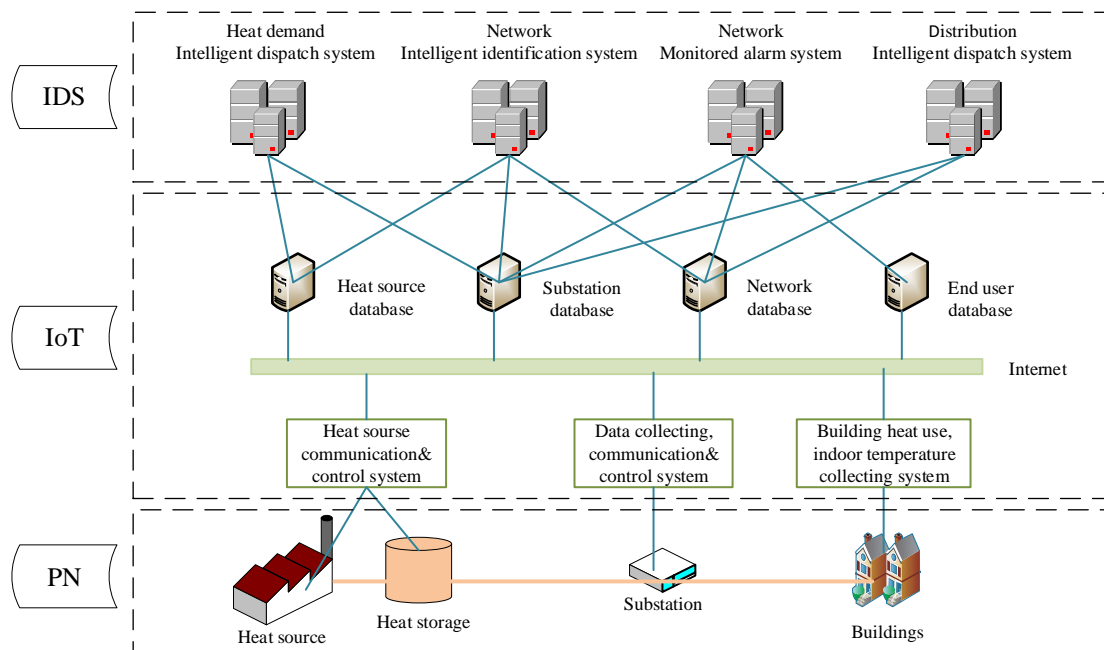 Heat demand
Intelligent dispatch system
Network
Intelligent identification system
Network
Monitored alarm system
Distribution
Intelligent dispatch system
IDS
Heat source
database
Substation
database
Network
database
End user
database
IoT
Internet
Heat sourse
communication&
control system
Data collecting,
communication&
control system
Building heat use,
indoor temperature
collecting system
PN
Heat source
Heat storage
Substation
Buildings